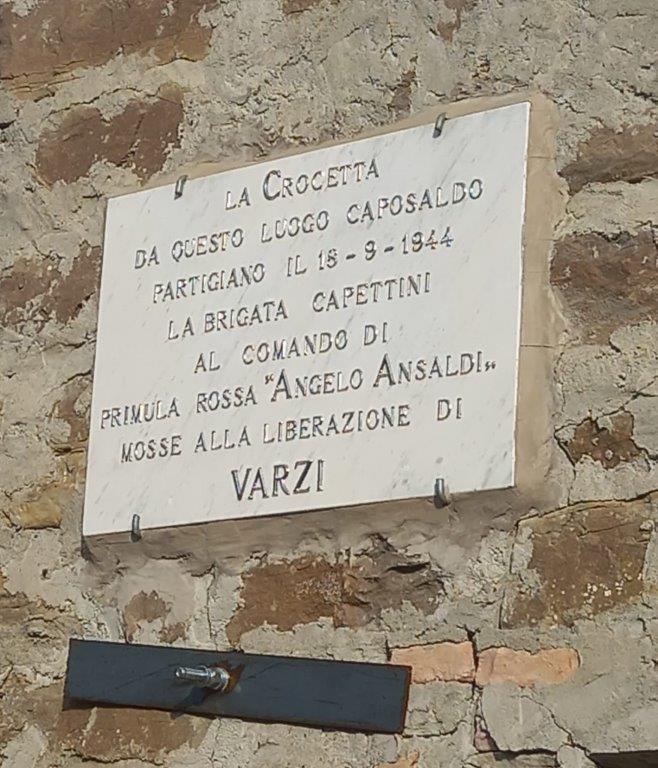 LA CROCETTA
DA QUESTO LUOGO CAPOSALDO
PARTIGIANO IL 18-9-1944
LA BRIGATA CAPETTINI
AL COMANDO DI
PRIMULA ROSSA "ANGELO ANSALDI"
MOSSE ALLA LIBERAZIONE DI
VARZI